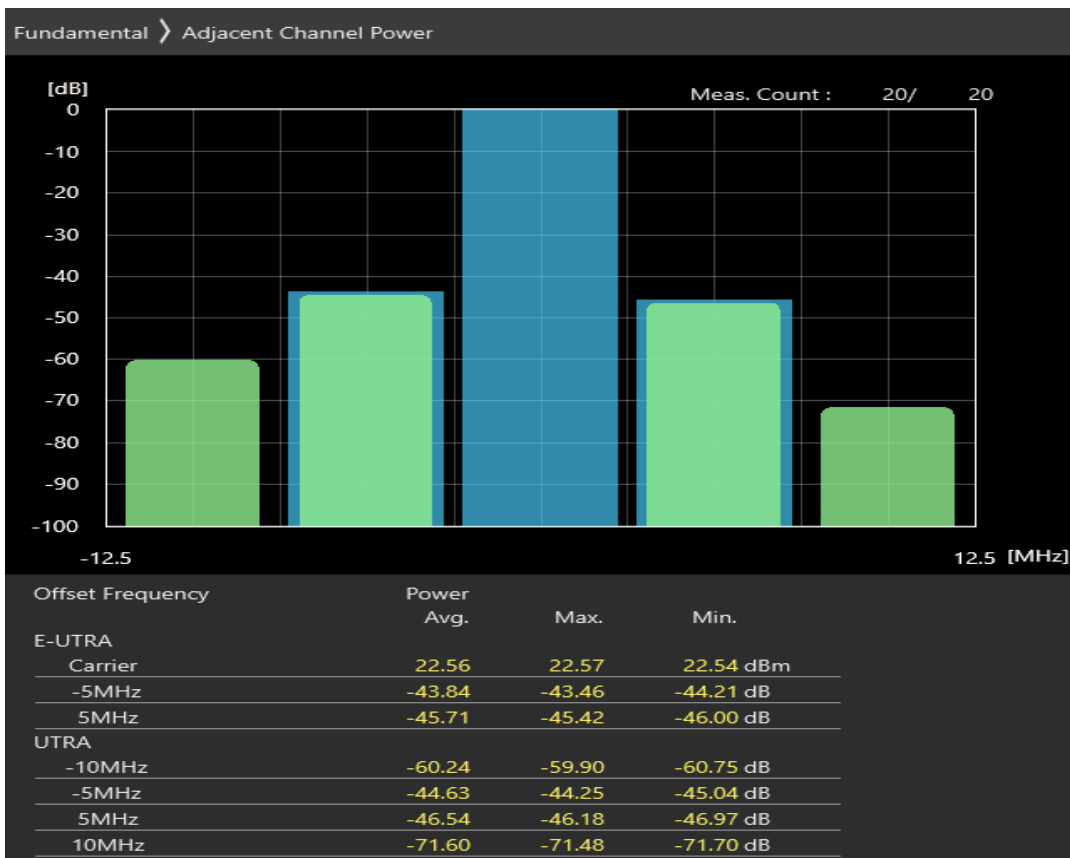 Fundamental 〉 Adjacent Channel Power
[dB]
Meas. Count : 20/ 20
0
-10
-20
-30
-40
-50
-60
-70
-80
-90
-100
-12.5 12.5 [MHz]
Offset Frequency Power
Avg. Max. Min.
E-UTRA
Carrier 22.56 22.57 22.54 dBm
-5MHz -43.84 -43.46 -44.21 dB
5MHz -45.71 -45.42 -46.00 dB
UTRA
-10MHz -60.24 -59.90 -60.75 dB
-5MHz -44.63 -44.25 -45.04 dB
5MHz -46.54 -46.18 -46.97 dB
10MHz -71.60 -71.48 -71.70 dB